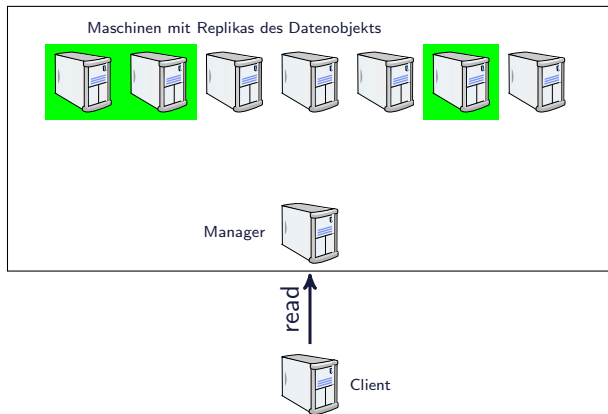 Maschinen mit Replikas des Datenobjekts
Manager
read
Client